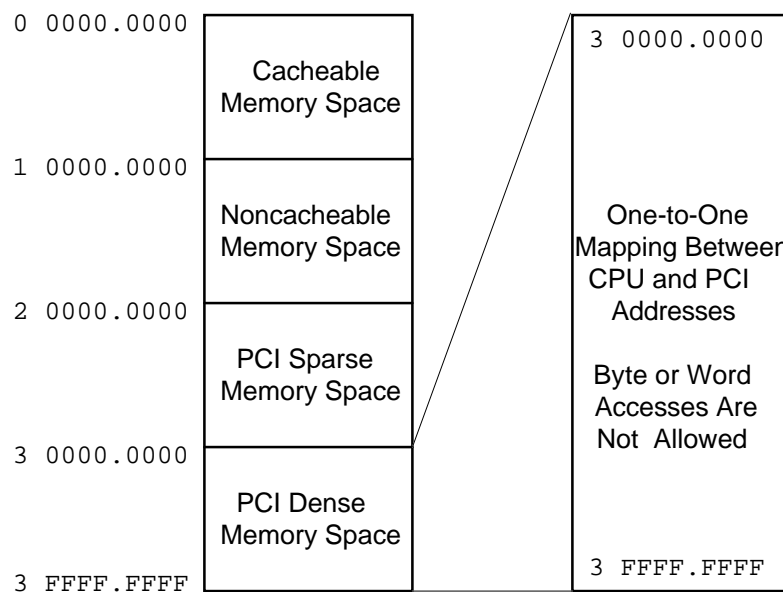 0 0000.0000
Cacheable
Memory Space
1 0000.0000
Noncacheable
Memory Space
2 0000.0000
PCI Sparse
Memory Space
3 0000.0000
PCI Dense
Memory Space
3 FFFF.FFFF
3 0000.0000
One-to-One
Mapping Between
CPU and PCI
Addresses
Byte or Word
Accesses Are
Not Allowed
3 FFFF.FFFF